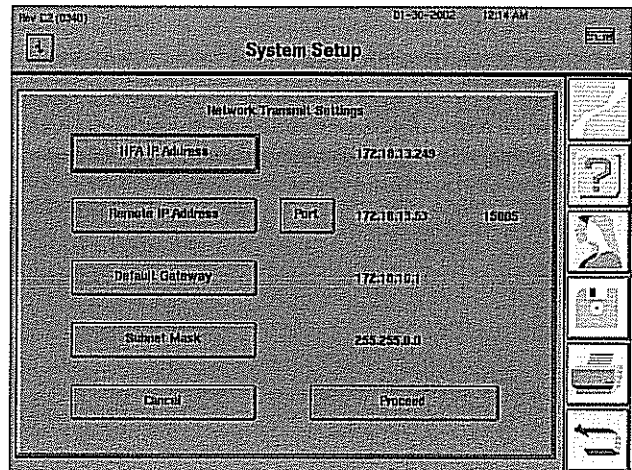 Rev C2 (0340) 01-30-2002 12:14 AM
System Setup
Network Transmit Settings
HFA IP Address 172.18.13.249
Remote IP Address Port 172.18.13.53 15005
Default Gateway 172.18.10.1
Subnet Mask 255.255.0.0
Cancel Proceed